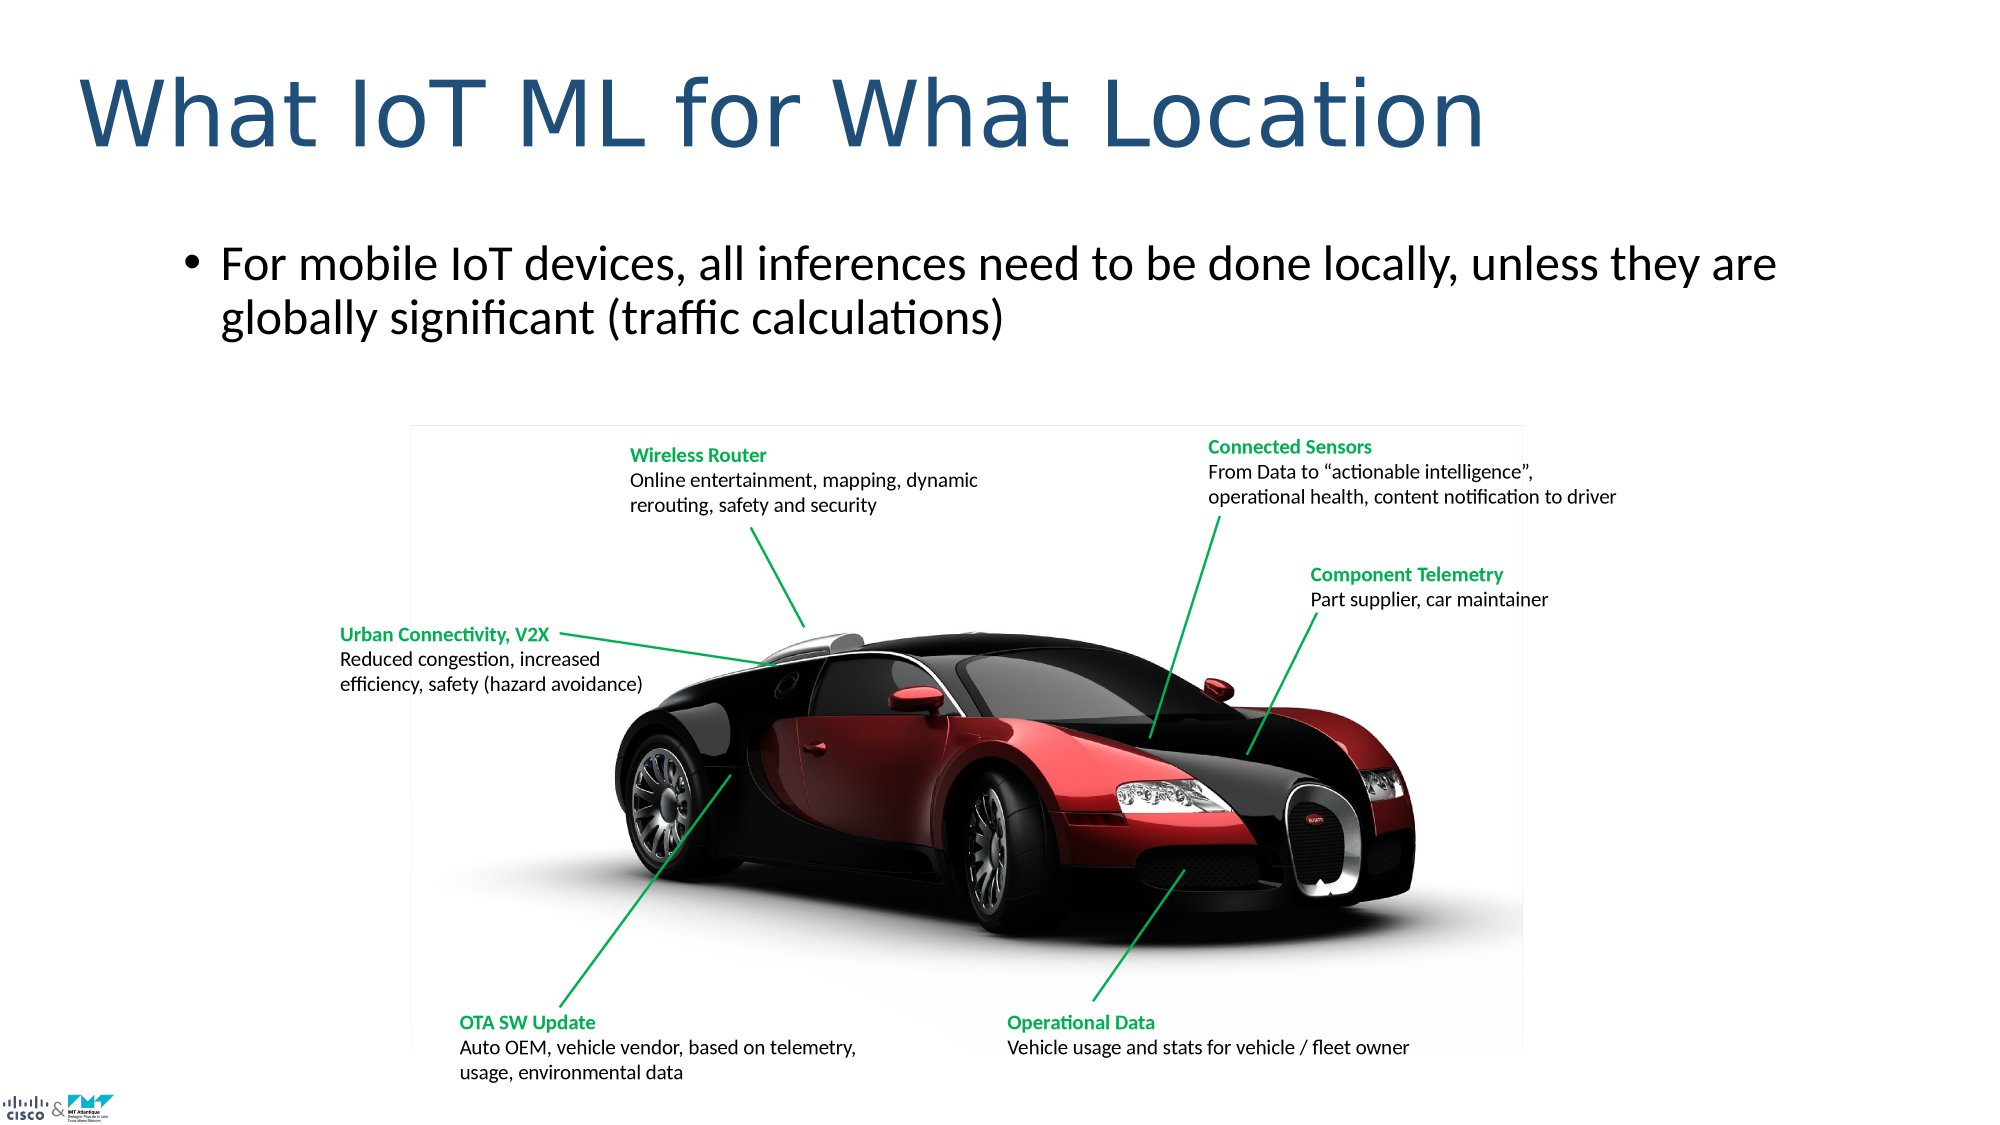 What IoT ML for What Location
• For mobile IoT devices, all inferences need to be done locally, unless they are
globally significant (traffic calculations)
Wireless Router
Online entertainment, mapping, dynamic
rerouting, safety and security
Connected Sensors
From Data to “actionable intelligence”,
operational health, content notification to driver
Component Telemetry
Part supplier, car maintainer
Urban Connectivity, V2X
Reduced congestion, increased
efficiency, safety (hazard avoidance)
OTA SW Update
Auto OEM, vehicle vendor, based on telemetry,
usage, environmental data
Operational Data
Vehicle usage and stats for vehicle / fleet owner
CISCO & IMT Atlantique